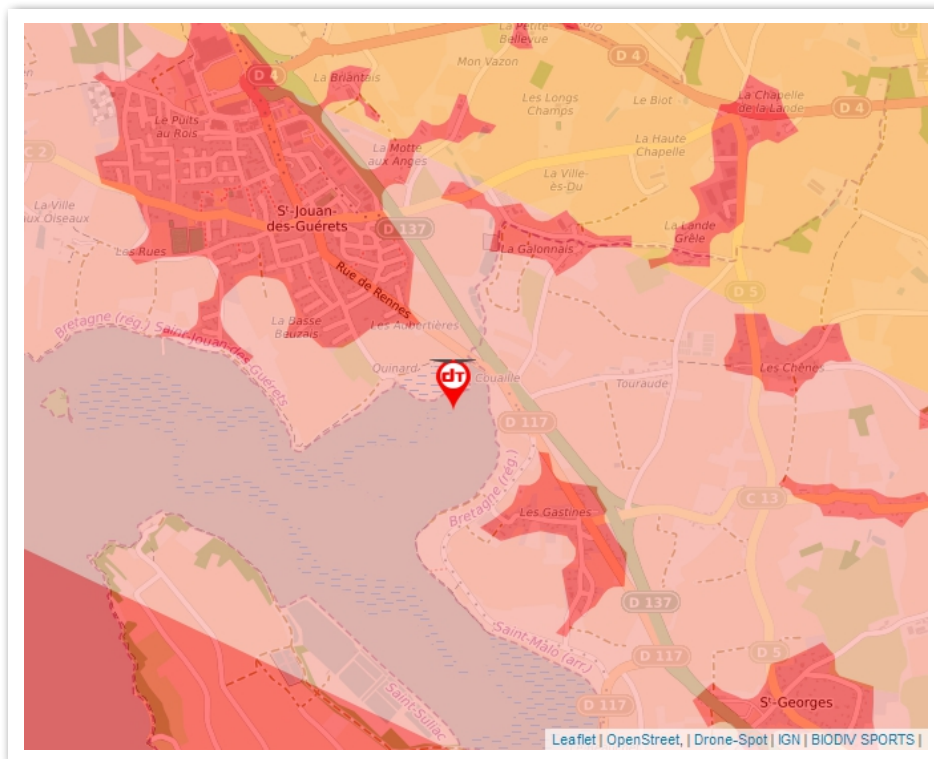 La Petite
Bellevue
D 4
D 4
Mon Vazon
La Briantais
Les Longs
Champs
Le Biot
La Chapelle
de la Lande
D 4
Le Puits
au Rois
La Motte
aux Anges
La Haute
Chapelle
C 2
La Ville-
ès-Du
La Ville
aux Oiseaux
St-Jouan-
des-Guérets
D 137
La Galonnais
La Lande
Grêle
Les Rues
Rue de Rennes
D 5
Bretagne (rég.)
Saint-Jouan-des-Guérets
La Basse
Beuzais
Les Aubertières
Quinard
dT
Couaille
Touraude
Les Chênes
D 117
Bretagne (rég.)
C 13
Les Gastines
D 137
Saint-Malo (arr.)
D 117
D 5
Saint-Suliac
D 117
St-Georges
Leaflet | OpenStreet, | Drone-Spot | IGN | BIODIV SPORTS |